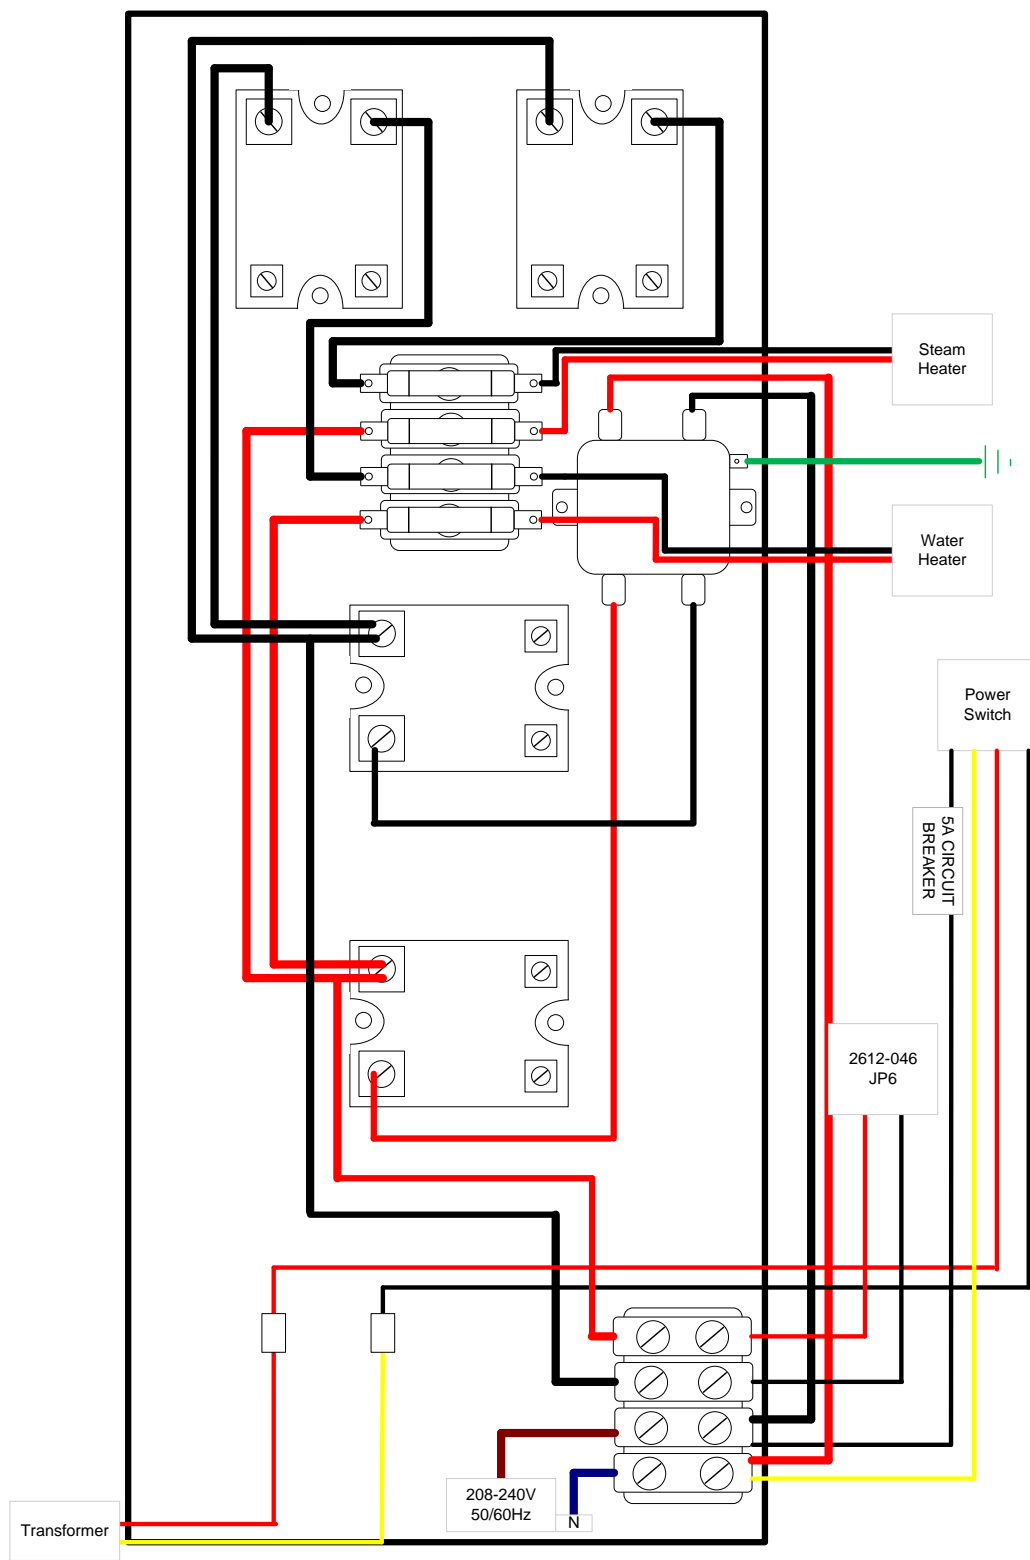 Steam
Heater
Water
Heater
Power
Switch
5A CIRCUIT
BREAKER
2612-046
JP6
208-240V
50/60Hz
N
Transformer